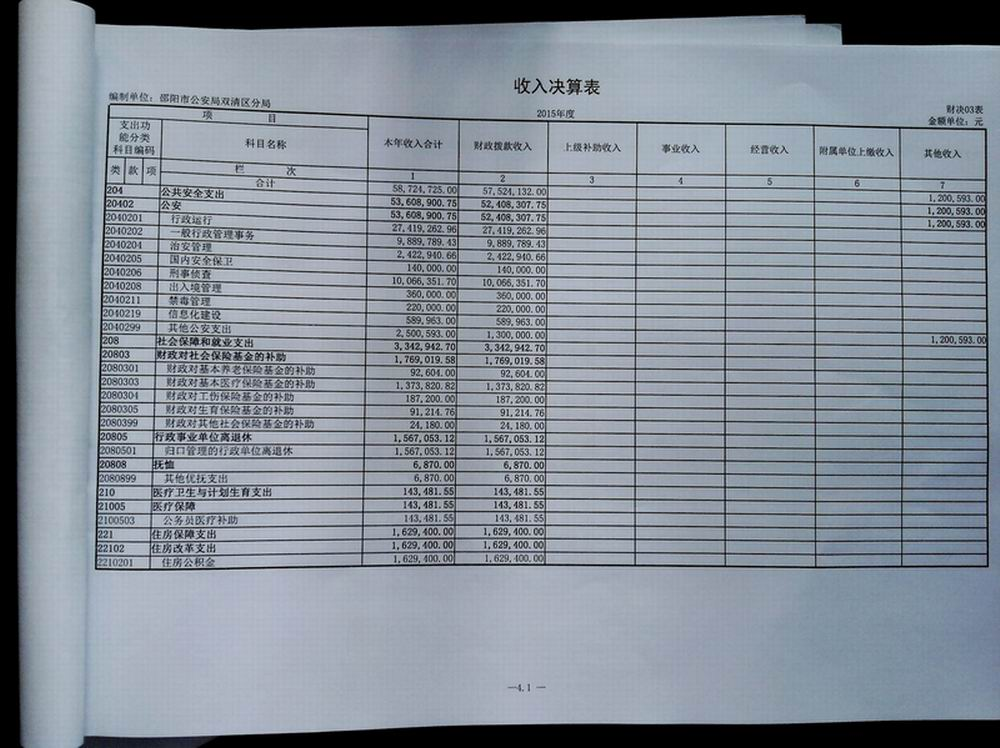 收入决算表
编制单位：邵阳市公安局双清区分局
2015年度
财决03表
金额单位：元
项 目
支出功能分类科目编码 科目名称 本年收入合计 财政拨款收入 上级补助收入 事业收入 经营收入 附属单位上缴收入 其他收入
类 款 项 栏 次 1 2 3 4 5 6 7
合计 58,724,725.00 57,524,132.00 1,200,593.00
204 公共安全支出 53,608,900.75 52,408,307.75 1,200,593.00
20402 公安 53,608,900.75 52,408,307.75 1,200,593.00
2040201 行政运行 27,419,262.96 27,419,262.96
2040202 一般行政管理事务 9,889,789.43 9,889,789.43
2040204 治安管理 2,422,940.66 2,422,940.66
2040205 国内安全保卫 140,000.00 140,000.00
2040206 刑事侦查 10,066,351.70 10,066,351.70
2040208 出入境管理 360,000.00 360,000.00
2040211 禁毒管理 220,000.00 220,000.00
2040219 信息化建设 589,963.00 589,963.00
2040299 其他公安支出 2,500,593.00 1,300,000.00 1,200,593.00
208 社会保障和就业支出 3,342,942.70 3,342,942.70
20803 财政对社会保险基金的补助 1,769,019.58 1,769,019.58
2080301 财政对基本养老保险基金的补助 92,604.00 92,604.00
2080303 财政对基本医疗保险基金的补助 1,373,820.82 1,373,820.82
2080304 财政对工伤保险基金的补助 187,200.00 187,200.00
2080305 财政对生育保险基金的补助 91,214.76 91,214.76
2080399 财政对其他社会保险基金的补助 24,180.00 24,180.00
20805 行政事业单位离退休 1,567,053.12 1,567,053.12
2080501 归口管理的行政单位离退休 1,567,053.12 1,567,053.12
20808 抚恤 6,870.00 6,870.00
2080899 其他优抚支出 6,870.00 6,870.00
210 医疗卫生与计划生育支出 143,481.55 143,481.55
21005 医疗保障 143,481.55 143,481.55
2100503 公务员医疗补助 143,481.55 143,481.55
221 住房保障支出 1,629,400.00 1,629,400.00
22102 住房改革支出 1,629,400.00 1,629,400.00
2210201 住房公积金 1,629,400.00 1,629,400.00
—4.1 —